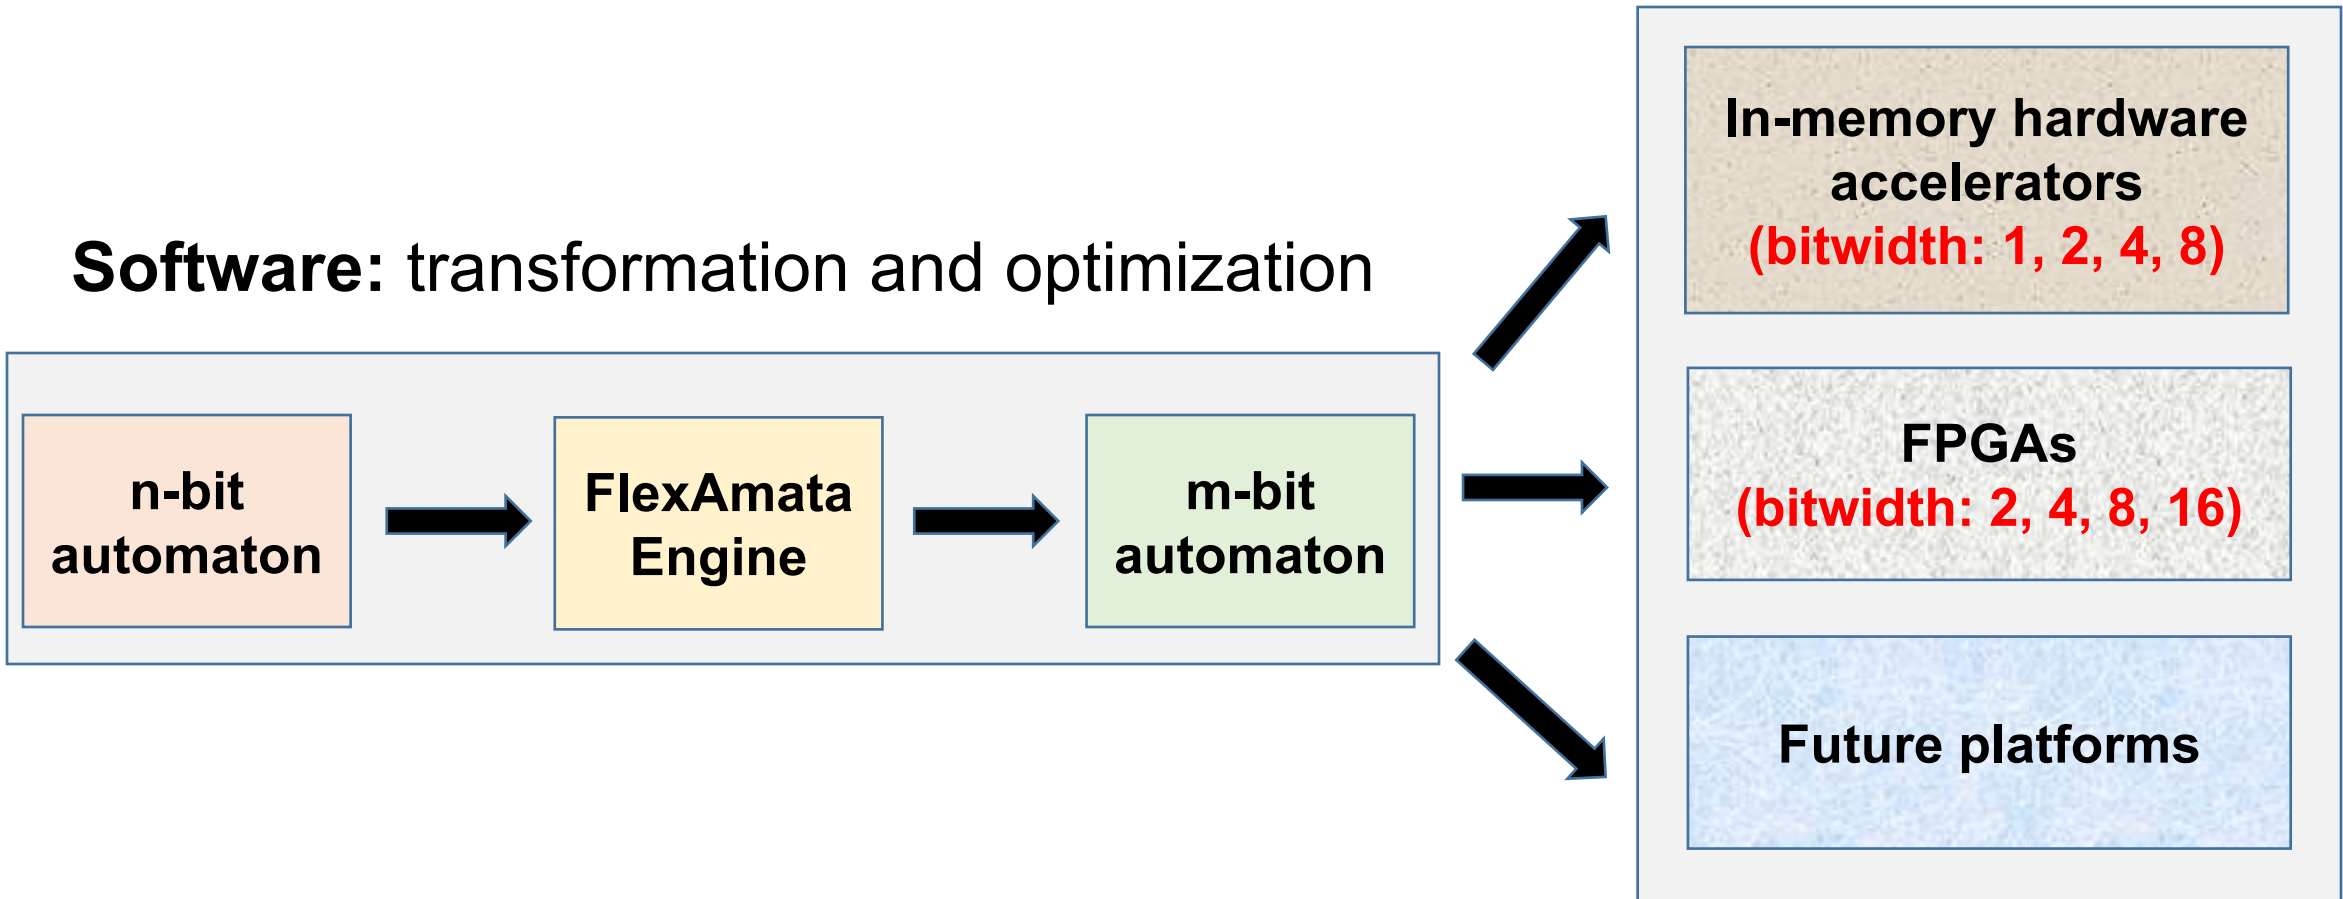 Software: transformation and optimization
n-bit
automaton
FlexAmata
Engine
m-bit
automaton
In-memory hardware
accelerators
(bitwidth: 1, 2, 4, 8)
FPGAs
(bitwidth: 2, 4, 8, 16)
Future platforms